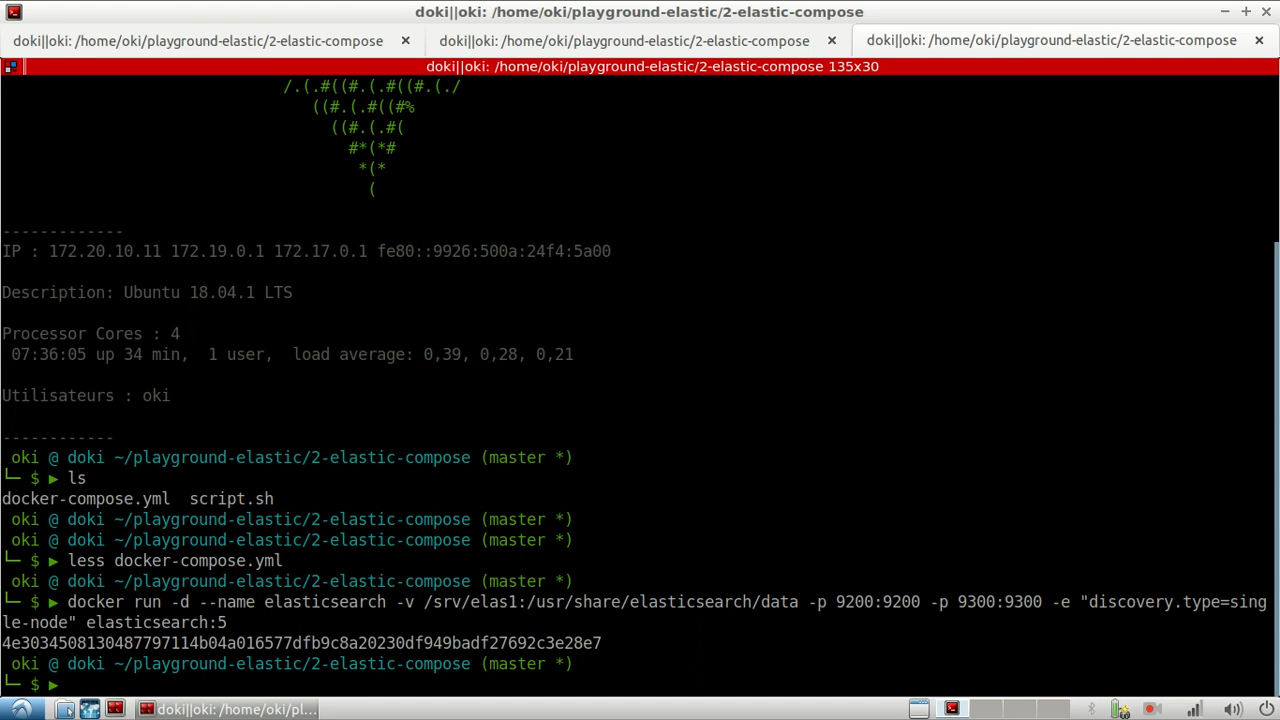 doki||oki: /home/oki/playground-elastic/2-elastic-compose
doki||oki: /home/oki/playground-elastic/2-elastic-compose × doki||oki: /home/oki/playground-elastic/2-elastic-compose × doki||oki: /home/oki/playground-elastic/2-elastic-compose ×
doki||oki: /home/oki/playground-elastic/2-elastic-compose 135x30
/.(.#((#.(.#((#.(./
((#.(.#((#%
((#.(.#(
#*(*#
*(*
(
-------------
IP : 172.20.10.11 172.19.0.1 172.17.0.1 fe80::9926:500a:24f4:5a00
Description: Ubuntu 18.04.1 LTS
Processor Cores : 4
07:36:05 up 34 min,  1 user,  load average: 0,39, 0,28, 0,21
Utilisateurs : oki
------------
oki @ doki ~/playground-elastic/2-elastic-compose (master *)
└─ $ ▶ ls
docker-compose.yml  script.sh
oki @ doki ~/playground-elastic/2-elastic-compose (master *)
oki @ doki ~/playground-elastic/2-elastic-compose (master *)
└─ $ ▶ less docker-compose.yml
oki @ doki ~/playground-elastic/2-elastic-compose (master *)
└─ $ ▶ docker run -d --name elasticsearch -v /srv/elas1:/usr/share/elasticsearch/data -p 9200:9200 -p 9300:9300 -e "discovery.type=sing
le-node" elasticsearch:5
4e3034508130487797114b04a016577dfb9c8a20230df949badf27692c3e28e7
oki @ doki ~/playground-elastic/2-elastic-compose (master *)
└─ $ ▶
doki||oki: /home/oki/pl...